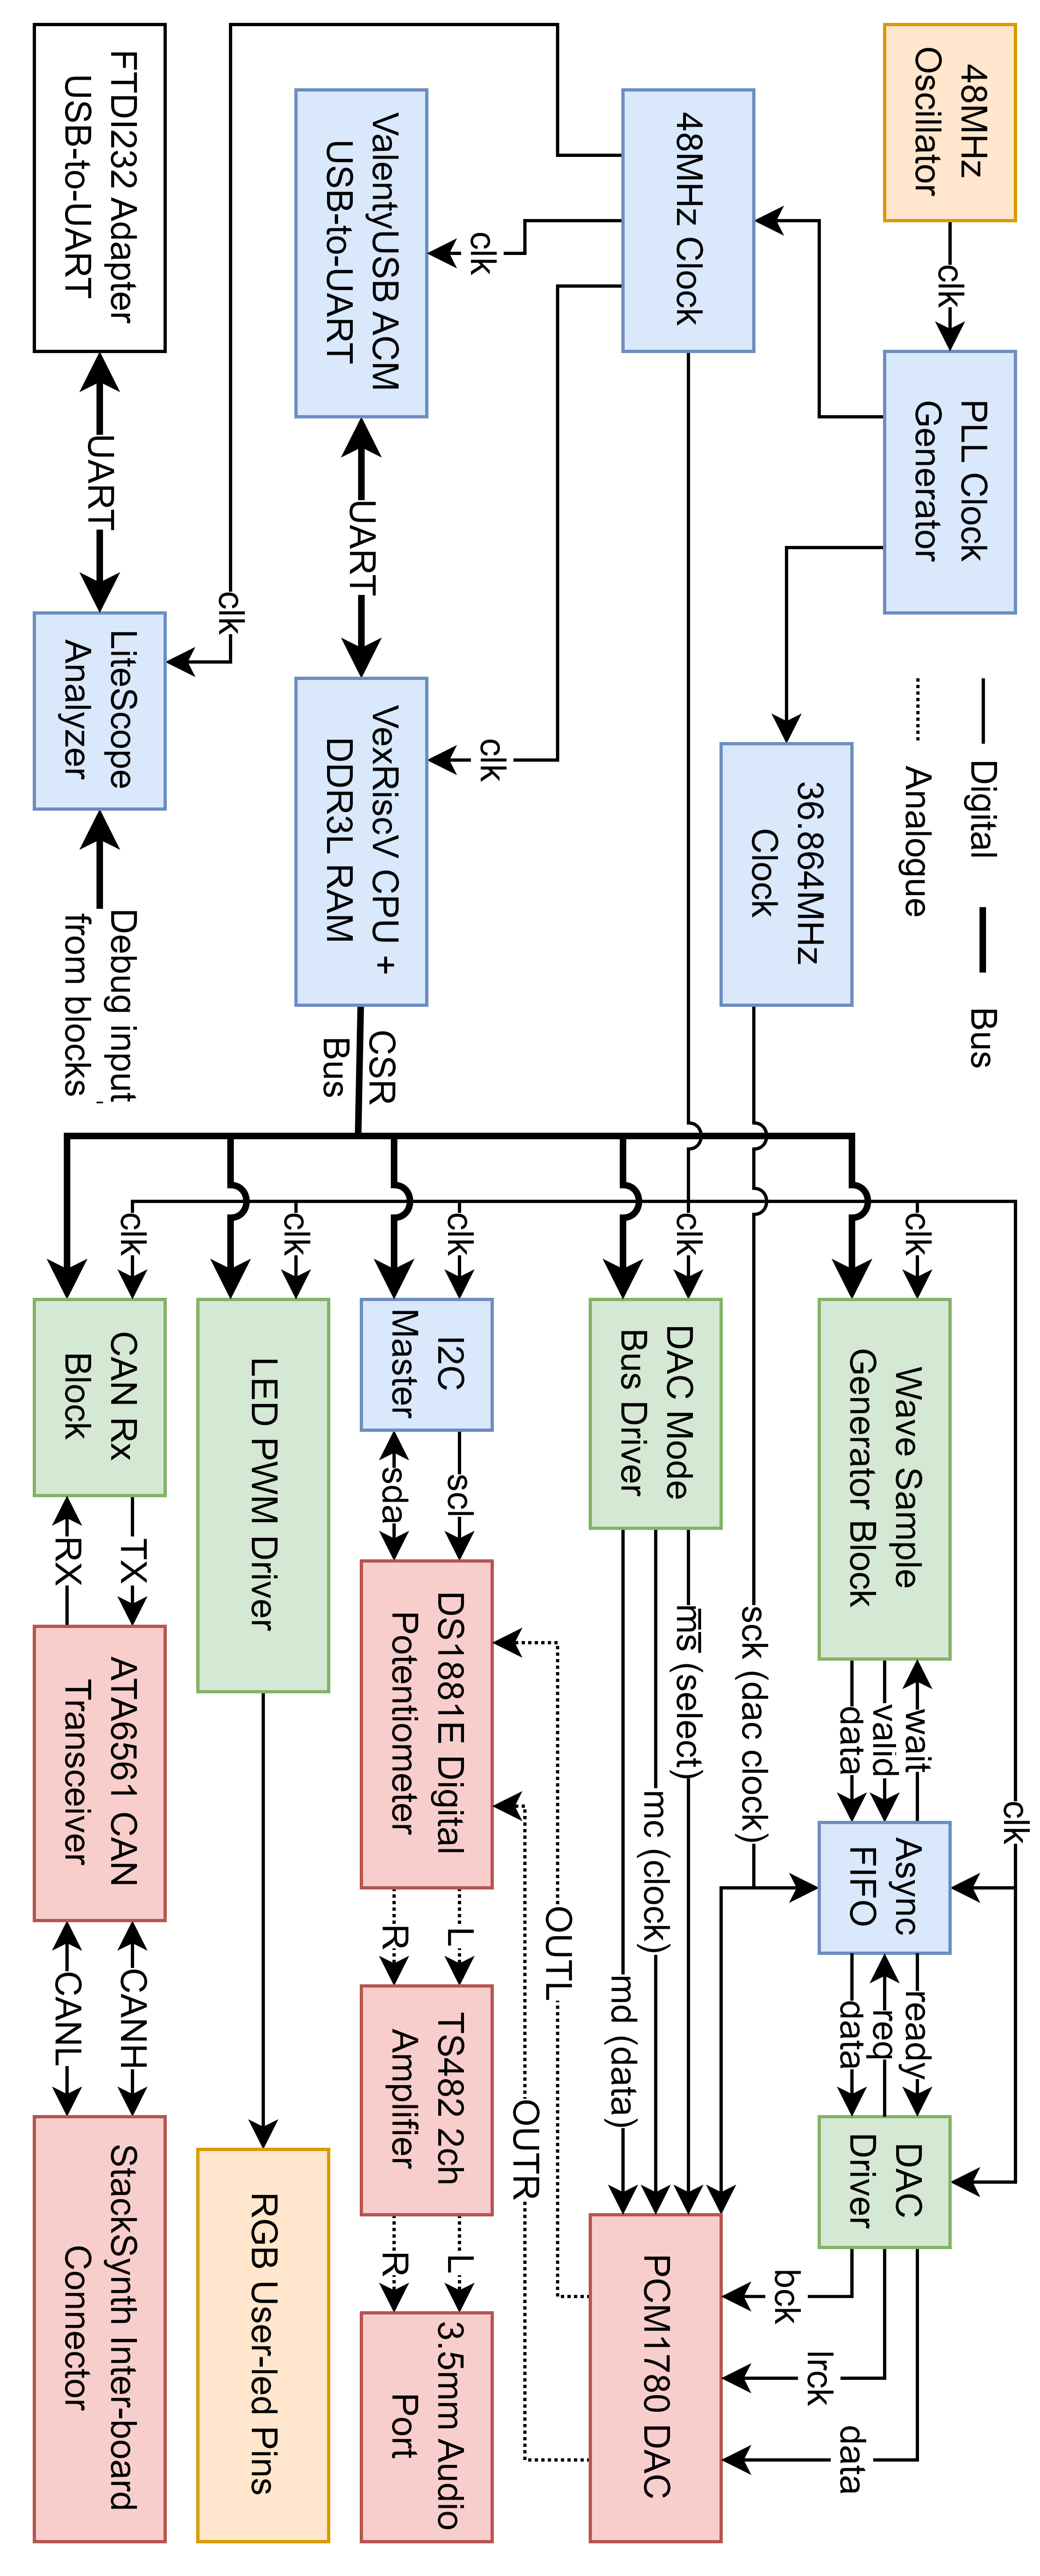 48MHz
Oscillator
clk
PLL Clock
Generator
Digital
Bus
Analogue
48MHz Clock
36.864MHz
Clock
clk
ValentyUSB ACM
USB-to-UART
UART
clk
VexRiscV CPU +
DDR3L RAM
CSR
Bus
clk
FTDI232 Adapter
USB-to-UART
UART
LiteScope
Analyzer
Debug input
from blocks
clk
clk
Wave Sample
Generator Block
wait
valid
data
Async
FIFO
ready
req
data
DAC
Driver
bck
lrck
data
sck (dac clock)
clk
DAC Mode
Bus Driver
ms (select)
mc (clock)
md (data)
PCM1780 DAC
OUTL
OUTR
clk
I2C
Master
scl
sda
DS1881E Digital
Potentiometer
L
R
TS482 2ch
Amplifier
L
R
3.5mm Audio
Port
clk
LED PWM Driver
RGB User-led Pins
clk
CAN Rx
Block
TX
RX
ATA6561 CAN
Transceiver
CANH
CANL
StackSynth Inter-board
Connector